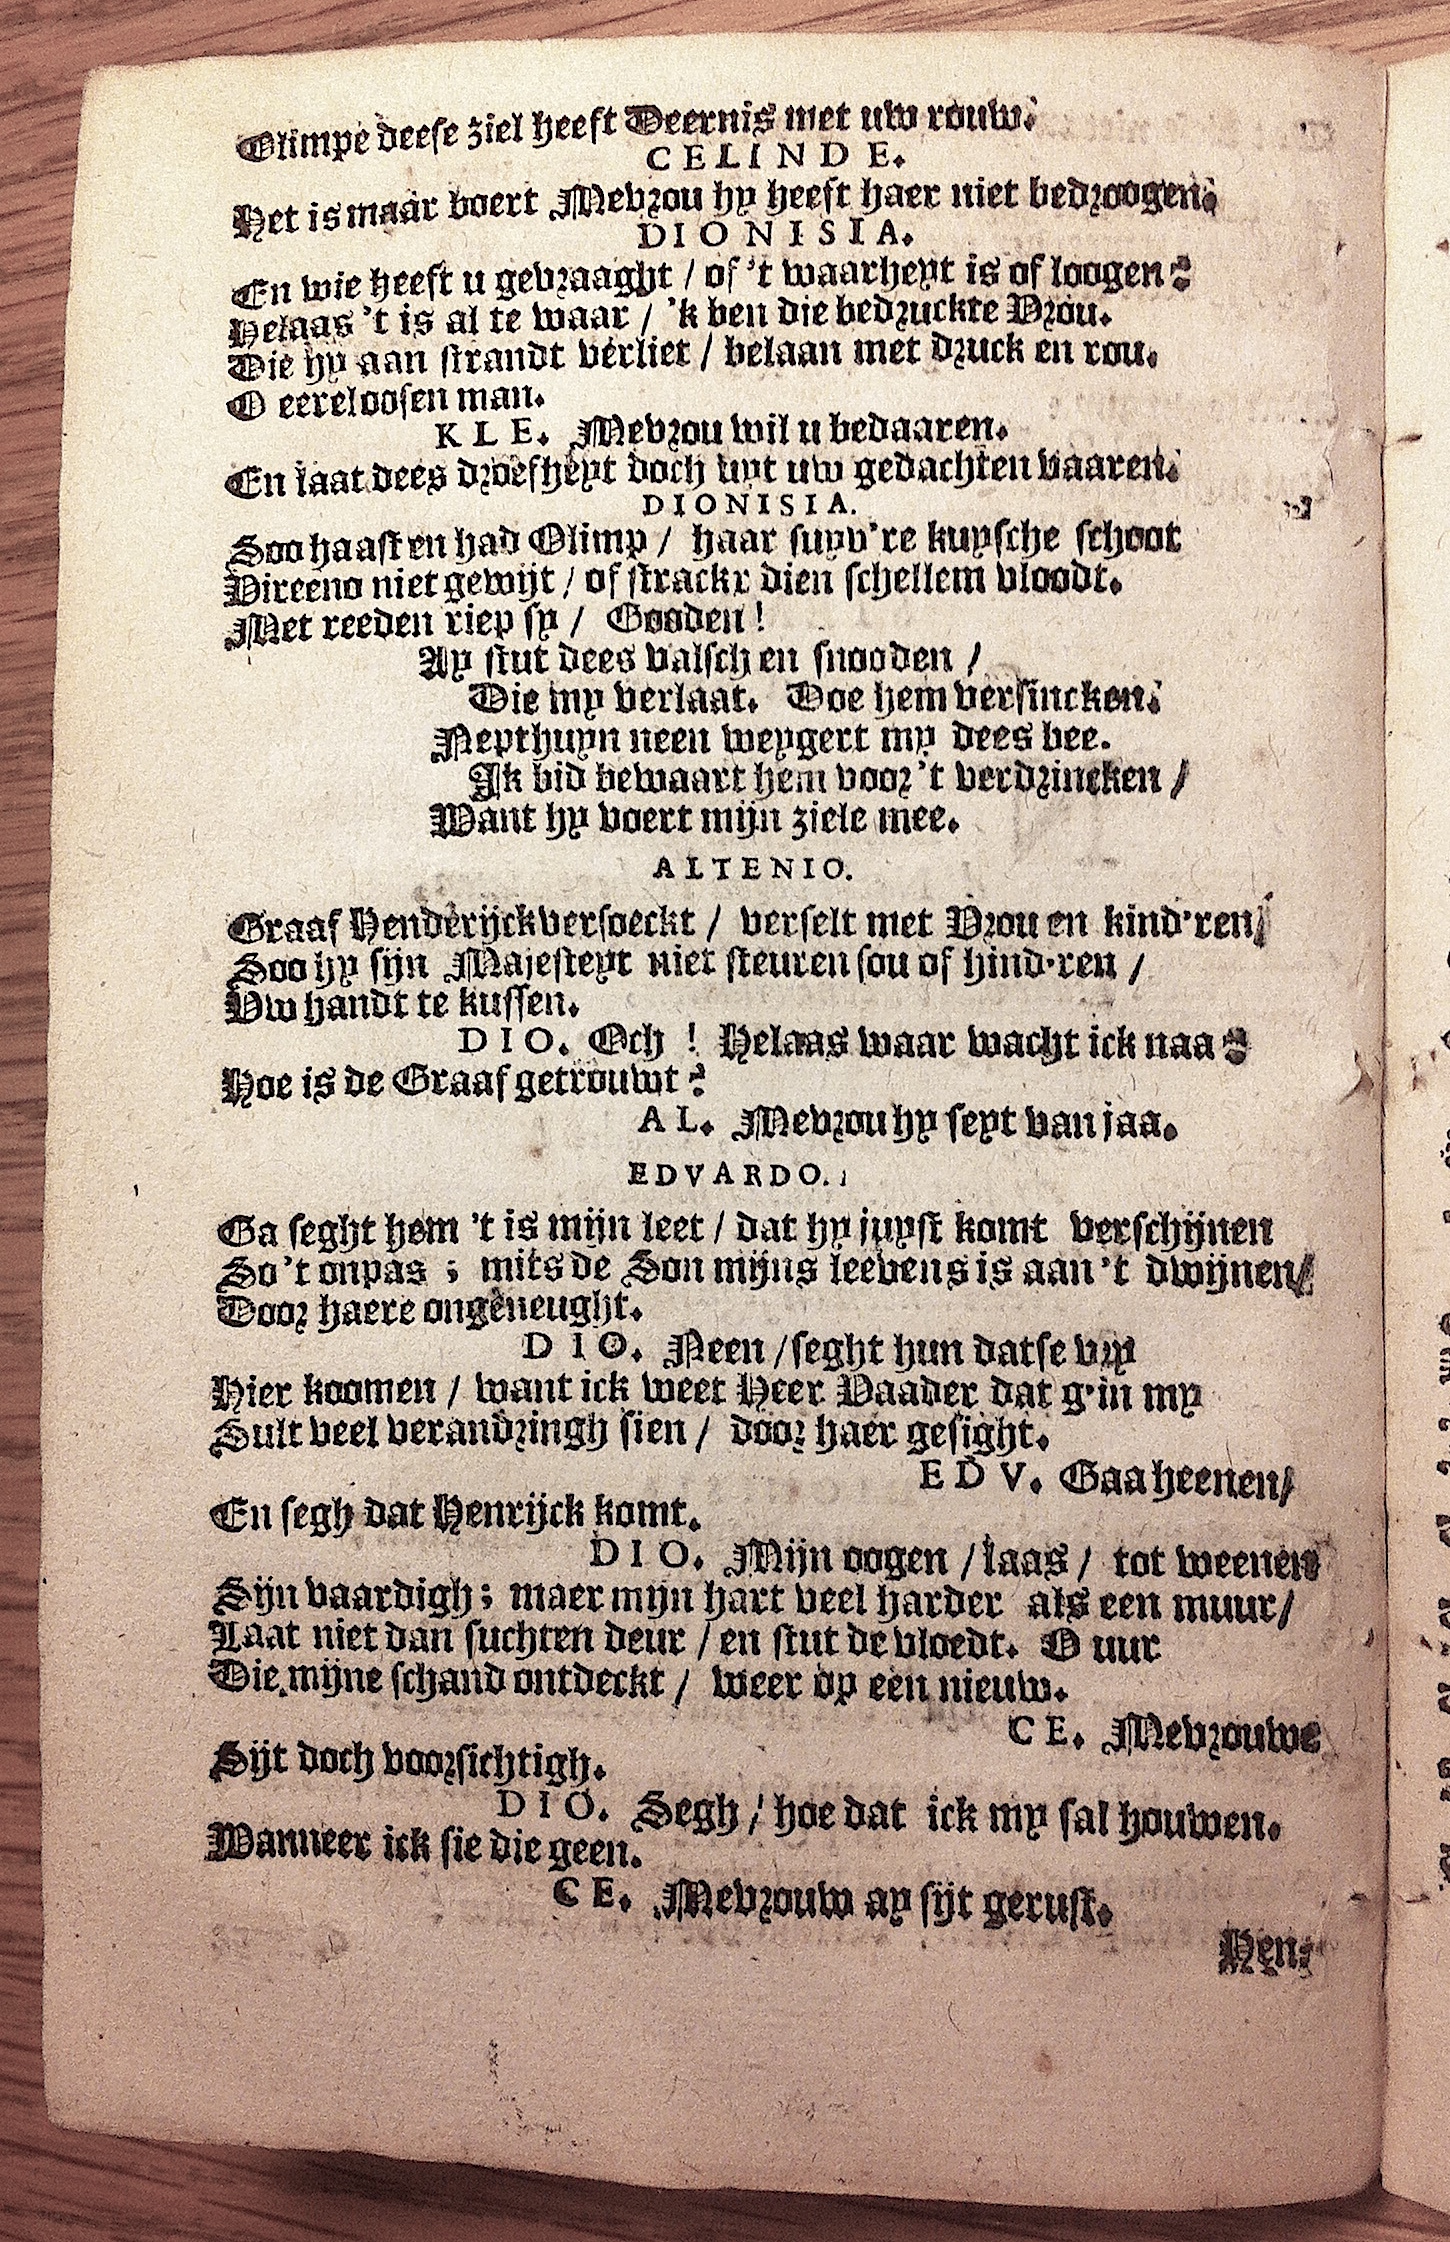 Olimpe deese ziel heeft Deernis met uw rouw.
CELINDE.
Het is maar boert Mevrou hy heeft haer niet bedroogen.
DIONISIA.
En wie heeft u gevraaght / of 't waarheyt is of loogen?
Helaas 't is al te waar / 'k ben die bedruckte Vrou.
Die hy aan strandt verliet / belaan met druck en rou.
O eereloosen man.
KLE. Mevrou wil u bedaaren.
En laat dees droefheyt doch uyt uw gedachten vaaren.
DIONISIA.
Soo haast en had Olimp / haar suyv're kuysche schoot
Vireeno niet gewijt / of strackx dien schellem vloodt.
Met reeden riep sy / Gooden!
Ay stut dees valsch en snooden /
Die my verlaat. Doe hem versincken.
Nepthuyn neen weygert my dees bee.
Ik bid bewaart hem voor 't verdrincken /
Want hy voert mijn ziele mee.
ALTENIO.
Graaf Henderijck versoeckt / verselt met Vrou en kind'ren /
Soo hy sijn Majesteyt niet steuren sou of hind'ren /
Vw handt te kussen.
DIO. Och! Helaas waar wacht ick naa?
Hoe is de Graaf getrouwt?
AL. Mevrou hy seyt van jaa.
EDVARDO.
Ga seght hem 't is mijn leet / dat hy juyst komt verschijnen
So 't onpas; mits de Son mijns leevens is aan 't dwijnen /
Door haere ongeneught.
DIO. Neen / seght hun datse vry
Hier koomen / want ick weet Heer Vaader dat g'in my
Sult veel verandringh sien / door haer gesight.
EDV. Gaa heenen /
En segh dat Henrijck komt.
DIO. Mijn oogen / laas / tot weenen
Sijn vaardigh; maer mijn hart veel harder als een muur /
Laat niet dan suchten deur / en stut de vloedt. O uur
Die mijne schand ontdeckt / weer op een nieuw.
CE. Mevrouwe
Sijt doch voorsichtigh.
DIO. Segh / hoe dat ick my sal houwen.
Wanneer ick sie die geen.
CE. Mevrouw ay sijt gerust.
Hen-